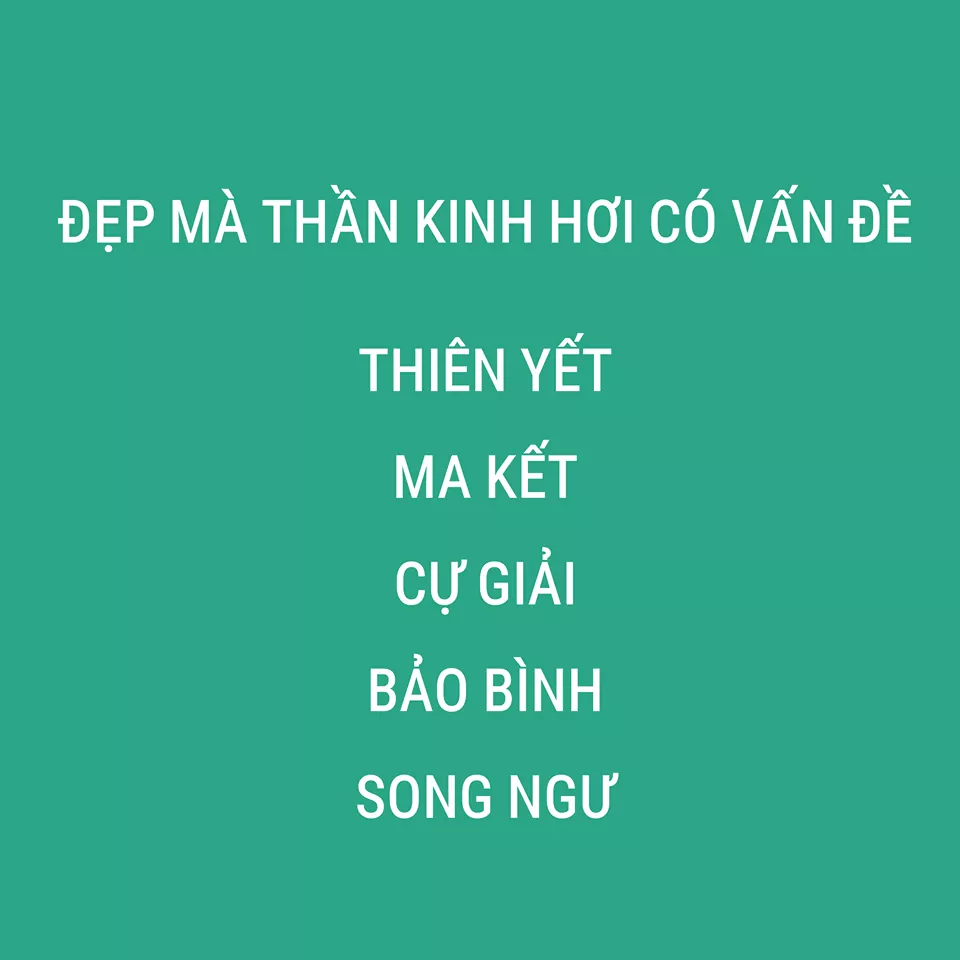 ĐẸP MÀ THẦN KINH HƠI CÓ VẤN ĐỀ
THIÊN YẾT
MA KẾT
CỰ GIẢI
BẢO BÌNH
SONG NGƯ